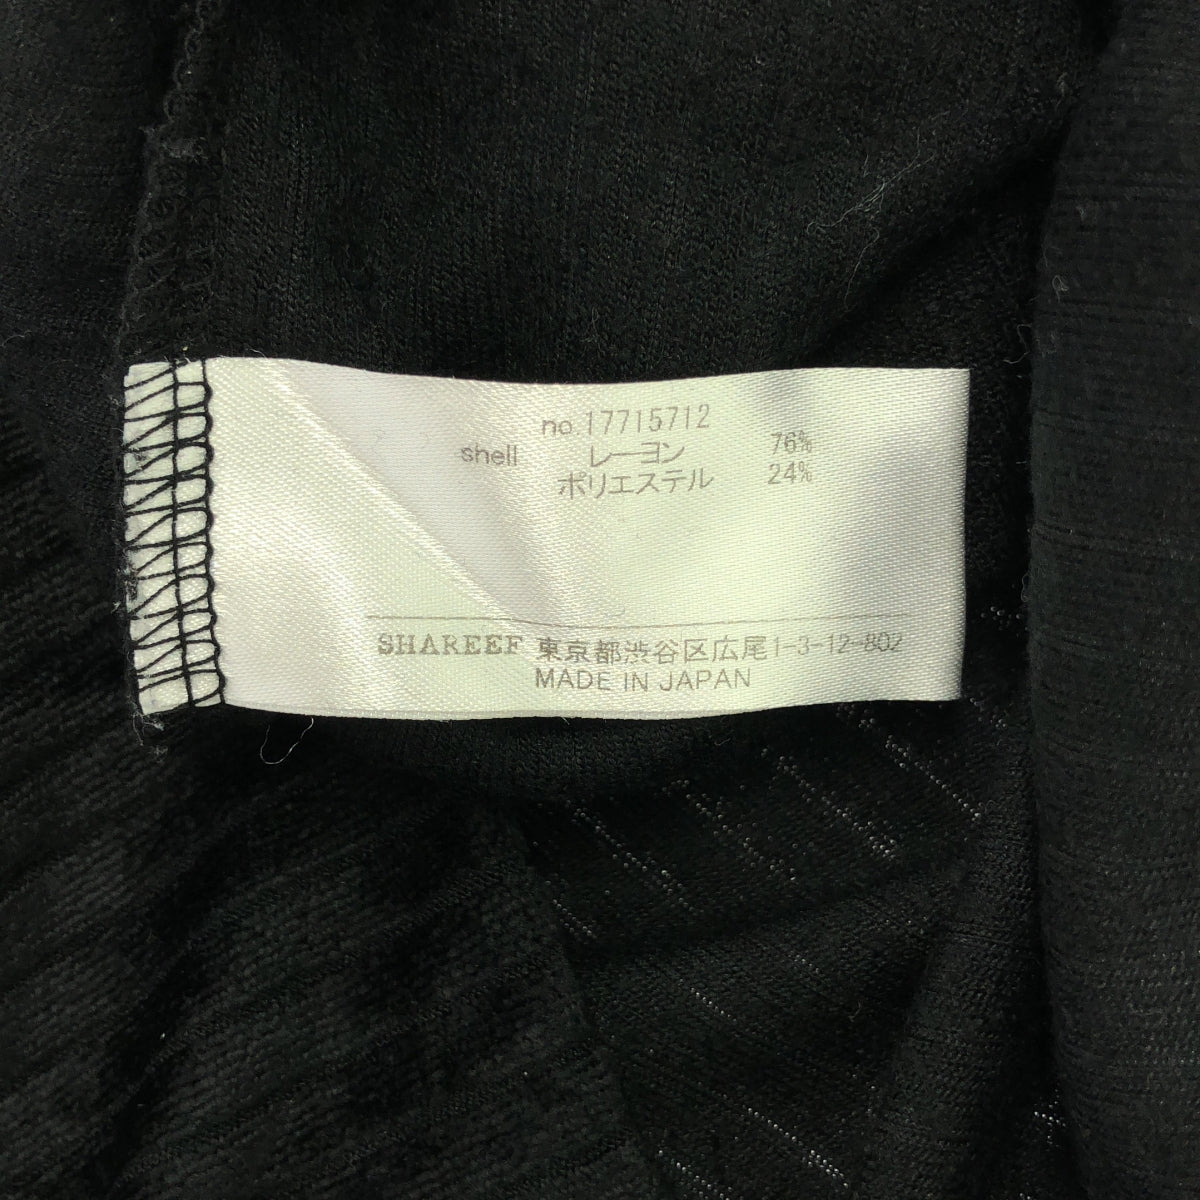 no.17715712
shell レーヨン 76%
ポリエステル 24%
SHAREEF 東京都渋谷区広尾1-3-12-802
MADE IN JAPAN